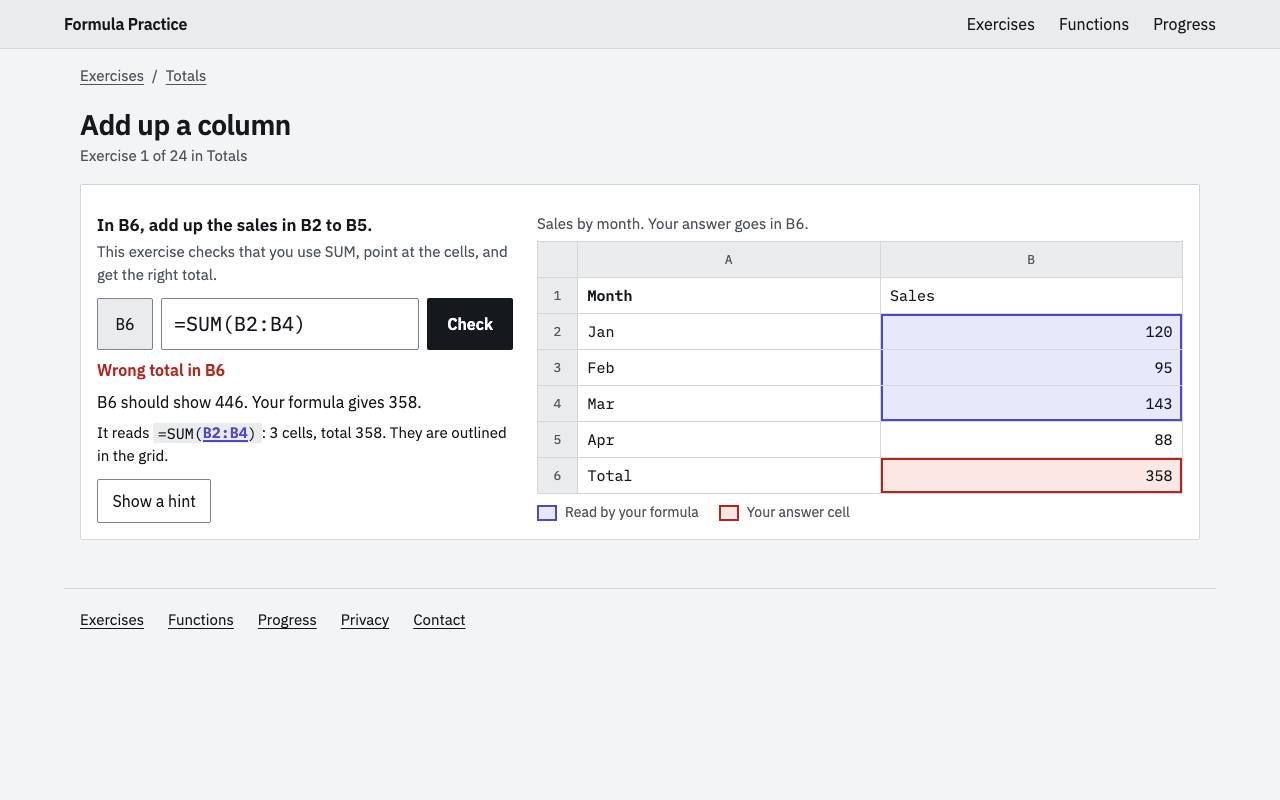 Formula Practice
Exercises Functions Progress
Exercises / Totals
Add up a column
Exercise 1 of 24 in Totals
In B6, add up the sales in B2 to B5.
This exercise checks that you use SUM, point at the cells, and
get the right total.
B6 =SUM(B2:B4) Check
Wrong total in B6
B6 should show 446. Your formula gives 358.
It reads =SUM(B2:B4): 3 cells, total 358. They are outlined
in the grid.
Show a hint
Sales by month. Your answer goes in B6.
A B
1 Month Sales
2 Jan 120
3 Feb 95
4 Mar 143
5 Apr 88
6 Total 358
Read by your formula Your answer cell
Exercises Functions Progress Privacy Contact